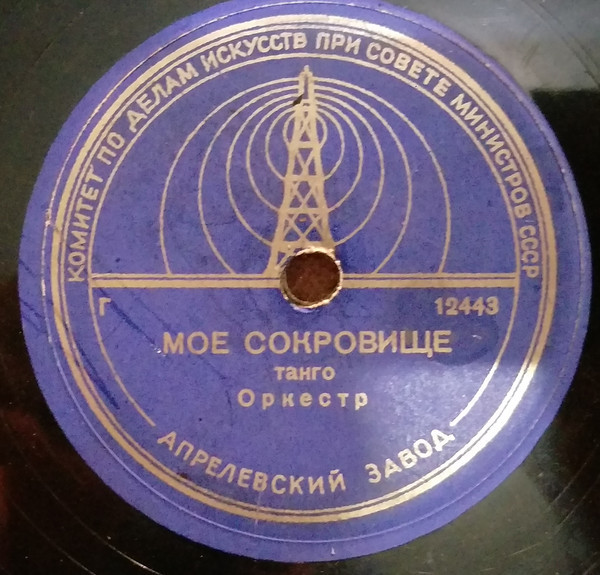 КОМИТЕТ ПО ДЕЛАМ ИСКУССТВ ПРИ СОВЕТЕ МИНИСТРОВ СССР
Г 12443
МОЕ СОКРОВИЩЕ
танго
Оркестр
АПРЕЛЕВСКИЙ ЗАВОД